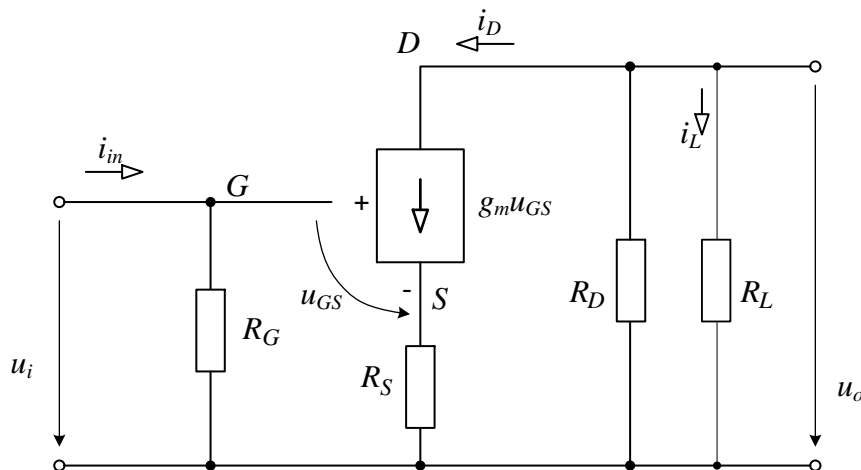 D
i_D
i_in
i_L
G
+
g_m u_GS
u_GS
-
S
R_D
R_L
R_G
u_i
R_S
u_o